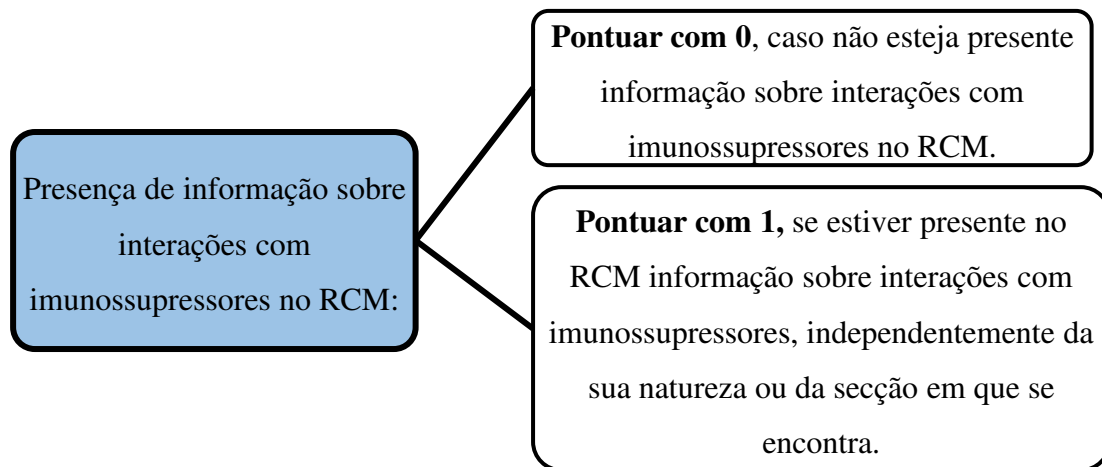 Presença de informação sobre
interações com
imunossupressores no RCM:
Pontuar com 0, caso não esteja presente
informação sobre interações com
imunossupressores no RCM.
Pontuar com 1, se estiver presente no
RCM informação sobre interações com
imunossupressores, independentemente da
sua natureza ou da secção em que se
encontra.